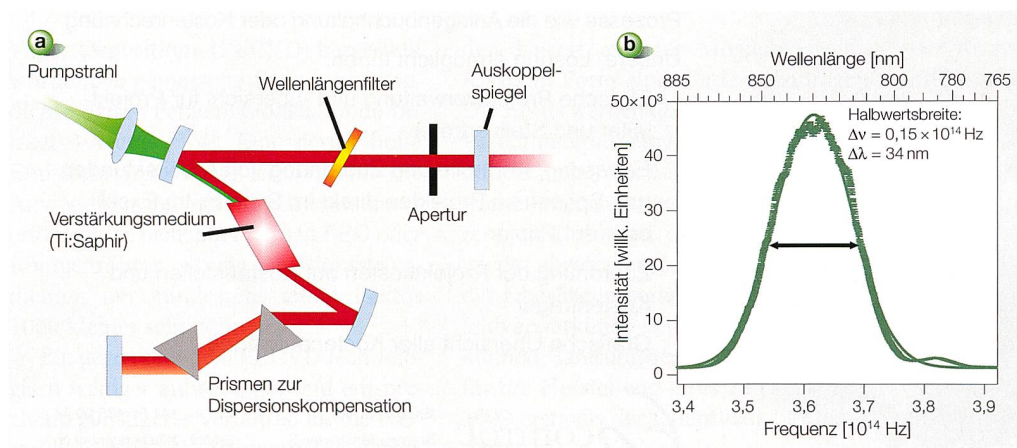 a
Pumpstrahl
Wellenlängenfilter
Auskoppel-
spiegel
Verstärkungsmedium
(Ti:Saphir)
Apertur
Prismen zur
Dispersionskompensation
b
Wellenlänge [nm]
885 850 800 780 765
50×10³
40
30
20
10
0
Intensität [willk. Einheiten]
Halbwertsbreite:
Δν = 0,15 × 10¹⁴ Hz
Δλ = 34 nm
3,4 3,5 3,6 3,7 3,8 3,9
Frequenz [10¹⁴ Hz]